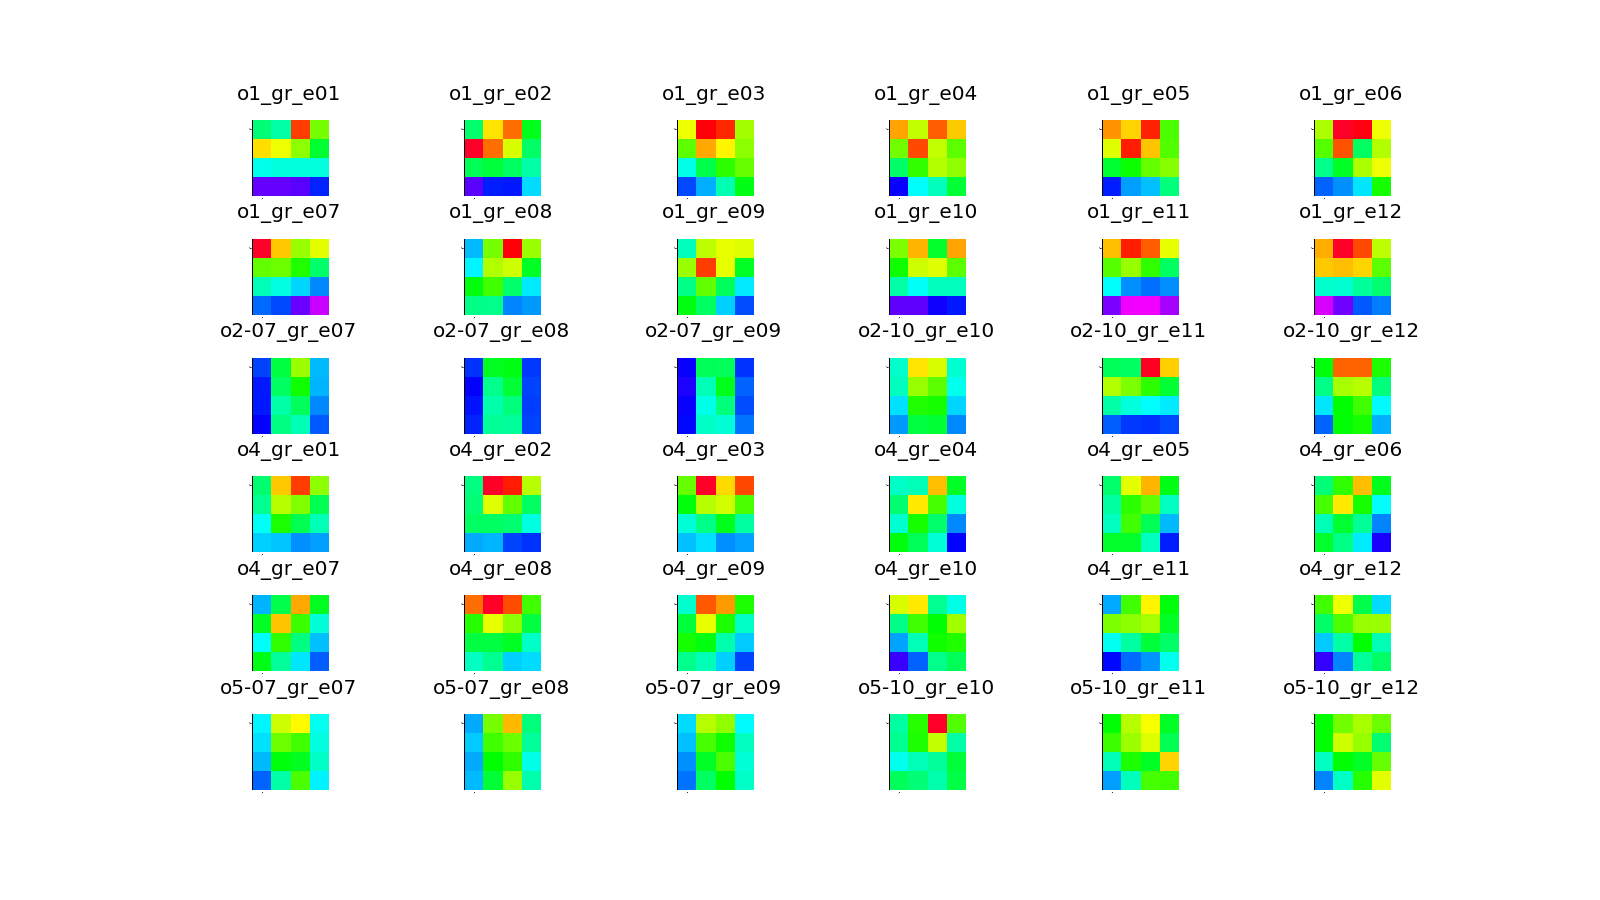 o1_gr_e01 o1_gr_e02 o1_gr_e03 o1_gr_e04 o1_gr_e05 o1_gr_e06
o1_gr_e07 o1_gr_e08 o1_gr_e09 o1_gr_e10 o1_gr_e11 o1_gr_e12
o2-07_gr_e07 o2-07_gr_e08 o2-07_gr_e09 o2-10_gr_e10 o2-10_gr_e11 o2-10_gr_e12
o4_gr_e01 o4_gr_e02 o4_gr_e03 o4_gr_e04 o4_gr_e05 o4_gr_e06
o4_gr_e07 o4_gr_e08 o4_gr_e09 o4_gr_e10 o4_gr_e11 o4_gr_e12
o5-07_gr_e07 o5-07_gr_e08 o5-07_gr_e09 o5-10_gr_e10 o5-10_gr_e11 o5-10_gr_e12